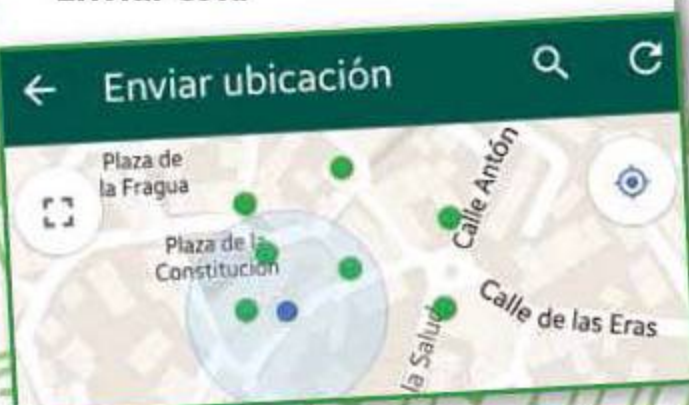 Enviar ubicación
Plaza de
la Fragua
Calle Antón
Plaza de la
Constitución
Calle de las Eras
la Salud